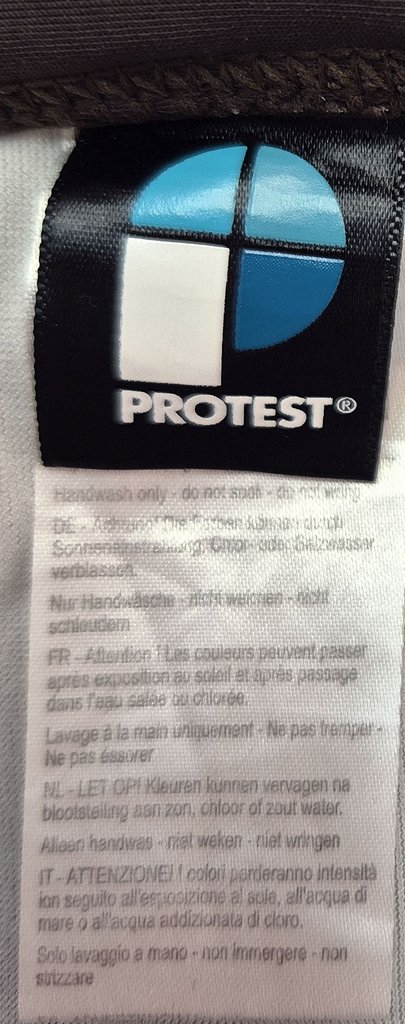 PROTEST®
Handwash only - do not soak - do not wring
DE - Achtung! Die Farben können durch
Sonneneinstrahlung, Chlor- oder Salzwasser
verblassen.
Nur Handwäsche - nicht weichen - nicht
schleudern
FR - Attention ! Les couleurs peuvent passer
après exposition au soleil et après passage
dans l'eau salée ou chlorée.
Lavage à la main uniquement - Ne pas tremper -
Ne pas éssorer
NL - LET OP! Kleuren kunnen vervagen na
blootstelling aan zon, chloor of zout water.
Alleen handwas - niet weken - niet wringen
IT - ATTENZIONE! I colori perderanno intensità
ion seguito all'esposizione al sole, all'acqua di
mare o all'acqua addizionata di cloro.
Solo lavaggio a mano - non immergere - non
strizzare